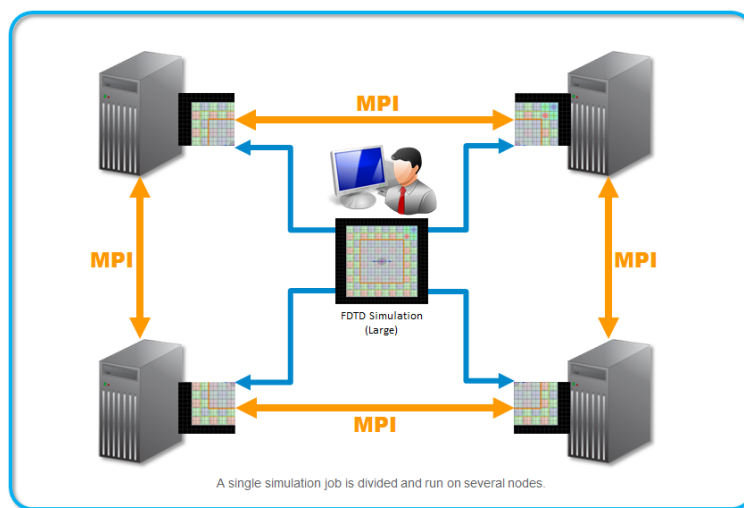 MPI
MPI
MPI
FDTD Simulation
(Large)
MPI
A single simulation job is divided and run on several nodes.